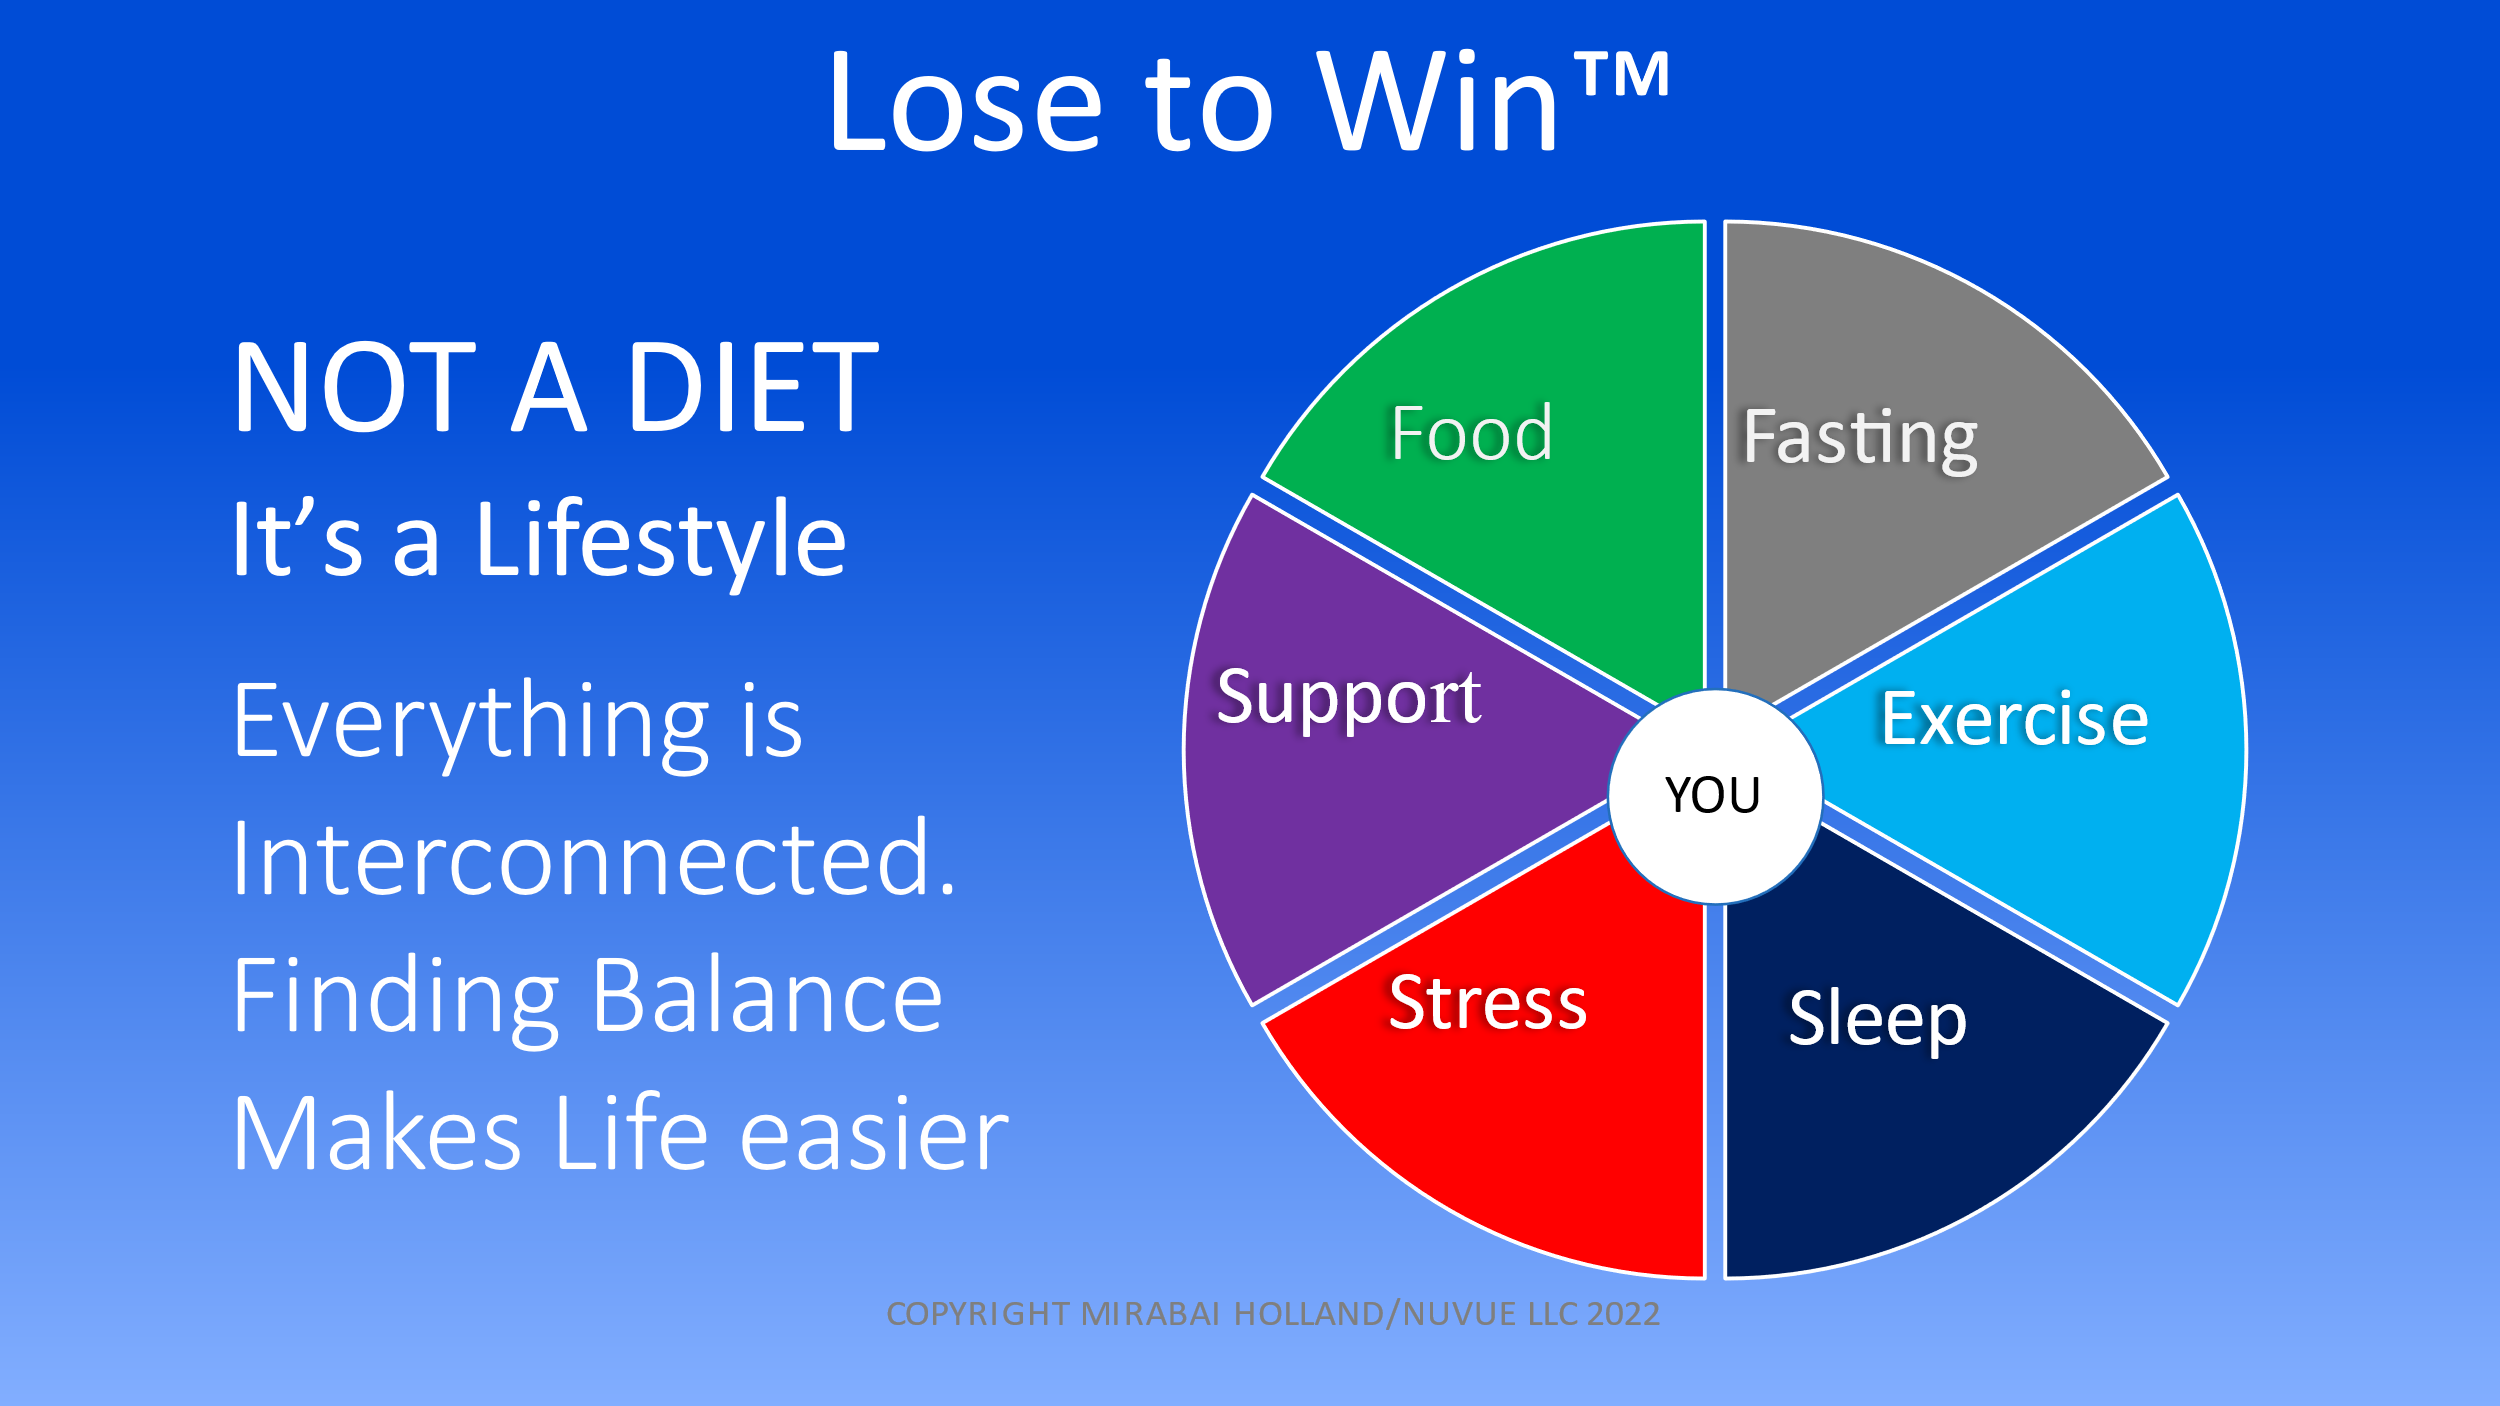 Lose to Win™
NOT A DIET
It’s a Lifestyle
Everything is
Interconnected.
Finding Balance
Makes Life easier
Food
Fasting
Support
Exercise
YOU
Stress
Sleep
COPYRIGHT MIRABAI HOLLAND/NUVUE LLC 2022